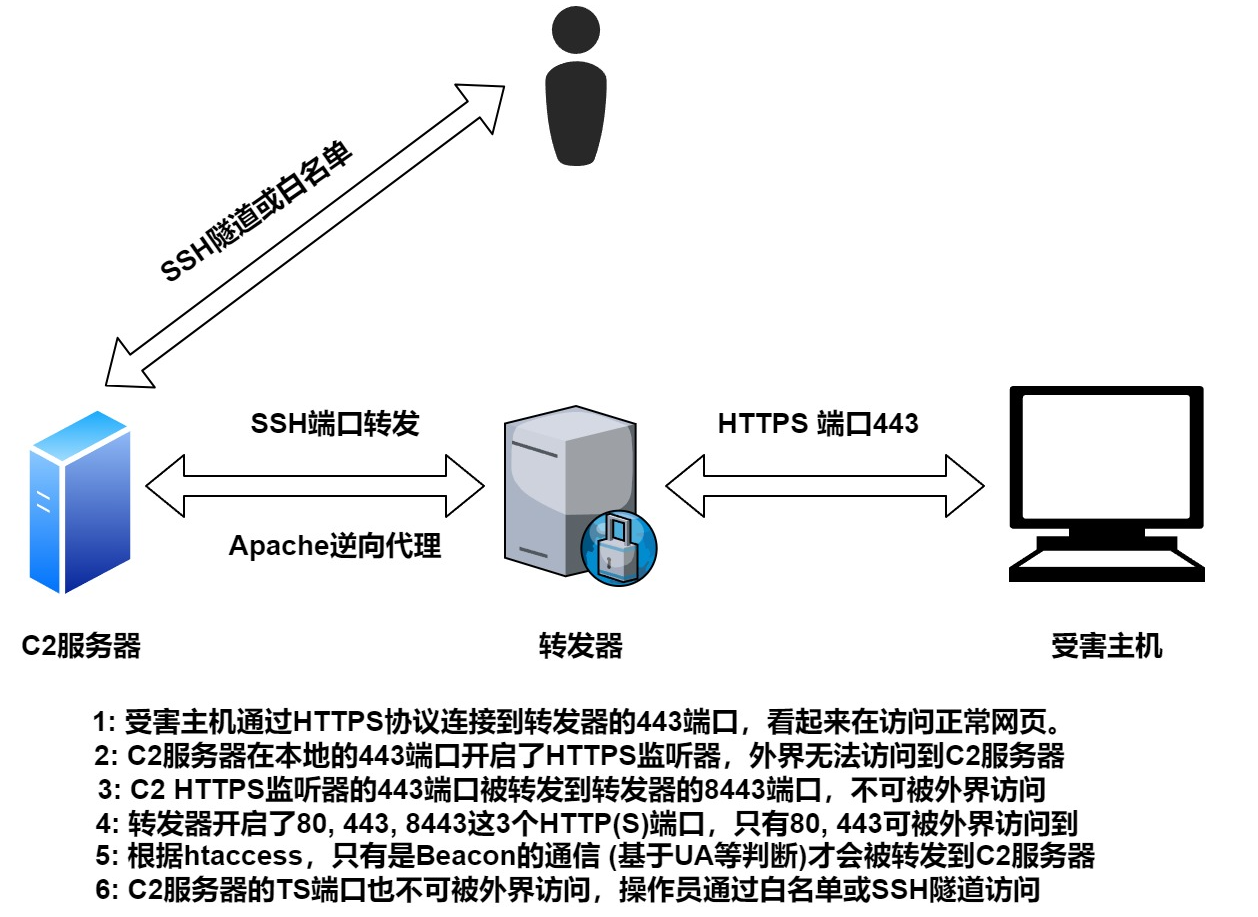 SSH隧道或白名单
SSH端口转发
HTTPS 端口443
Apache逆向代理
C2服务器
转发器
受害主机
1: 受害主机通过HTTPS协议连接到转发器的443端口，看起来在访问正常网页。
2: C2服务器在本地的443端口开启了HTTPS监听器，外界无法访问到C2服务器
3: C2 HTTPS监听器的443端口被转发到转发器的8443端口，不可被外界访问
4: 转发器开启了80, 443, 8443这3个HTTP(S)端口，只有80, 443可被外界访问到
5: 根据htaccess，只有是Beacon的通信 (基于UA等判断)才会被转发到C2服务器
6: C2服务器的TS端口也不可被外界访问，操作员通过白名单或SSH隧道访问